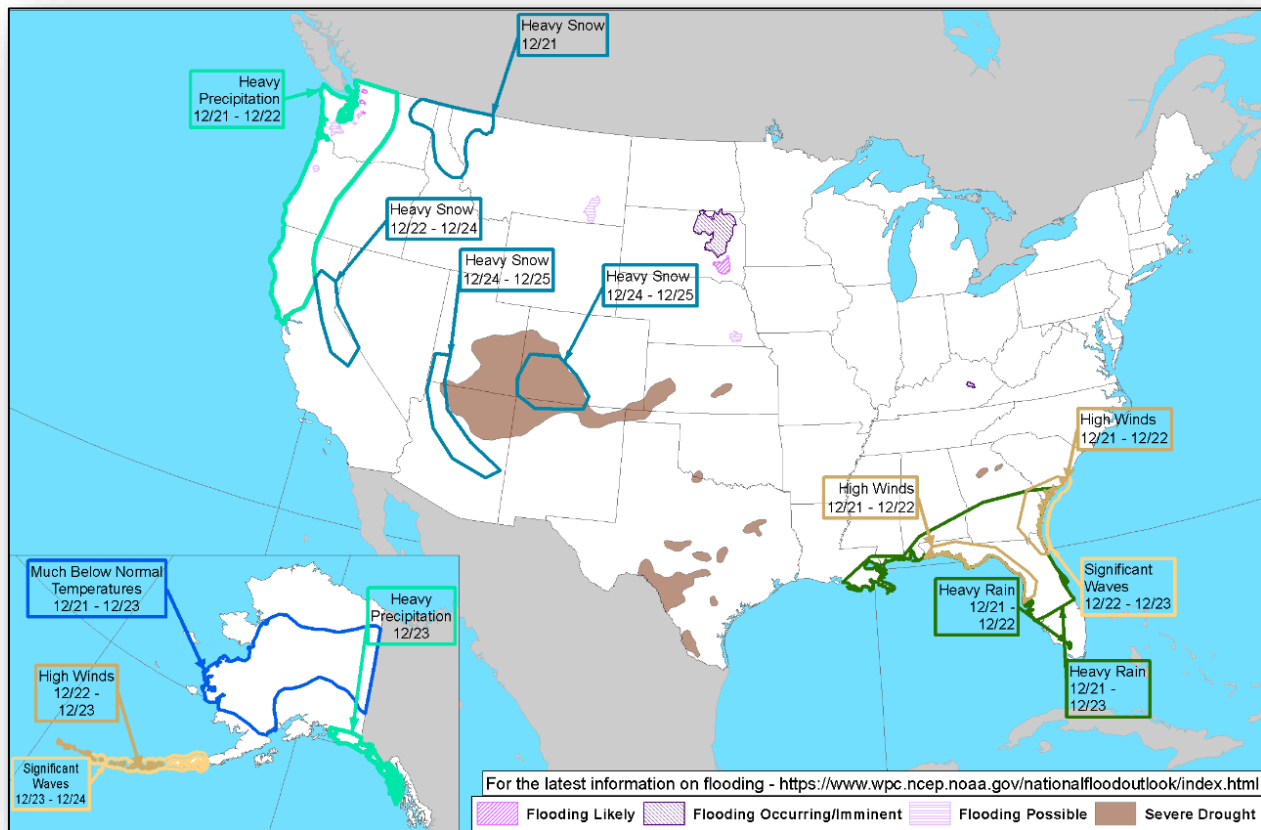 Heavy Snow
12/21
Heavy
Precipitation
12/21 - 12/22
Heavy Snow
12/22 - 12/24
Heavy Snow
12/24 - 12/25
Heavy Snow
12/24 - 12/25
High Winds
12/21 - 12/22
High Winds
12/21 - 12/22
Significant
Waves
12/22 - 12/23
Heavy Rain
12/21 -
12/22
Heavy Rain
12/21 -
12/23
Much Below Normal
Temperatures
12/21 - 12/23
Heavy
Precipitation
12/23
High Winds
12/22 -
12/23
Significant
Waves
12/23 - 12/24
For the latest information on flooding - https://www.wpc.ncep.noaa.gov/nationalfloodoutlook/index.html
Flooding Likely
Flooding Occurring/Imminent
Flooding Possible
Severe Drought